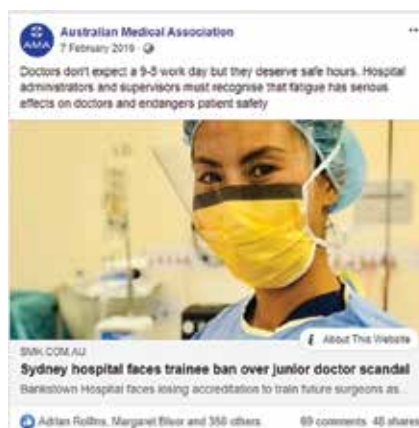 Australian Medical Association
AMA
7 February 2019
Doctors don't expect a 9-5 work day but they deserve safe hours. Hospital
administrators and supervisors must recognise that fatigue has serious
effects on doctors and endangers patient safety
i About This Website
SMH.COM.AU
Sydney hospital faces trainee ban over junior doctor scandal
Bankstown Hospital faces losing accreditation to train future surgeons as...
Adrian Rollins, Margaret and 358 others
69 comments 48 shares